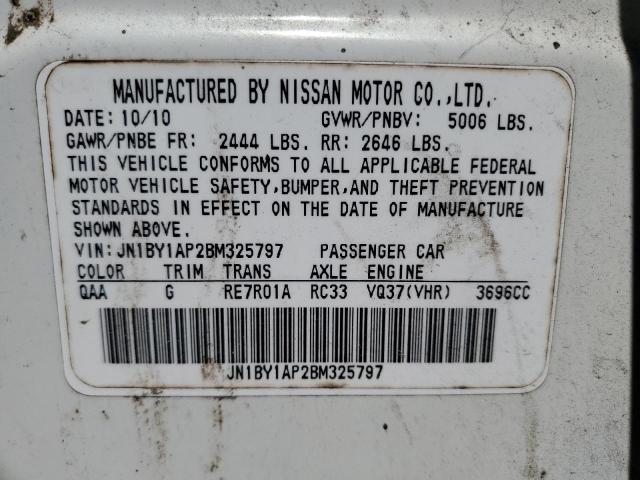 MANUFACTURED BY NISSAN MOTOR CO.,LTD.
DATE: 10/10 GVWR/PNBV: 5006 LBS.
GAWR/PNBE FR: 2444 LBS. RR: 2646 LBS.
THIS VEHICLE CONFORMS TO ALL APPLICABLE FEDERAL
MOTOR VEHICLE SAFETY,BUMPER,AND THEFT PREVENTION
STANDARDS IN EFFECT ON THE DATE OF MANUFACTURE
SHOWN ABOVE.
VIN:JN1BY1AP2BM325797 PASSENGER CAR
COLOR TRIM TRANS AXLE ENGINE
QAA G RE7R01A RC33 VQ37(VHR) 3696CC
JN1BY1AP2BM325797